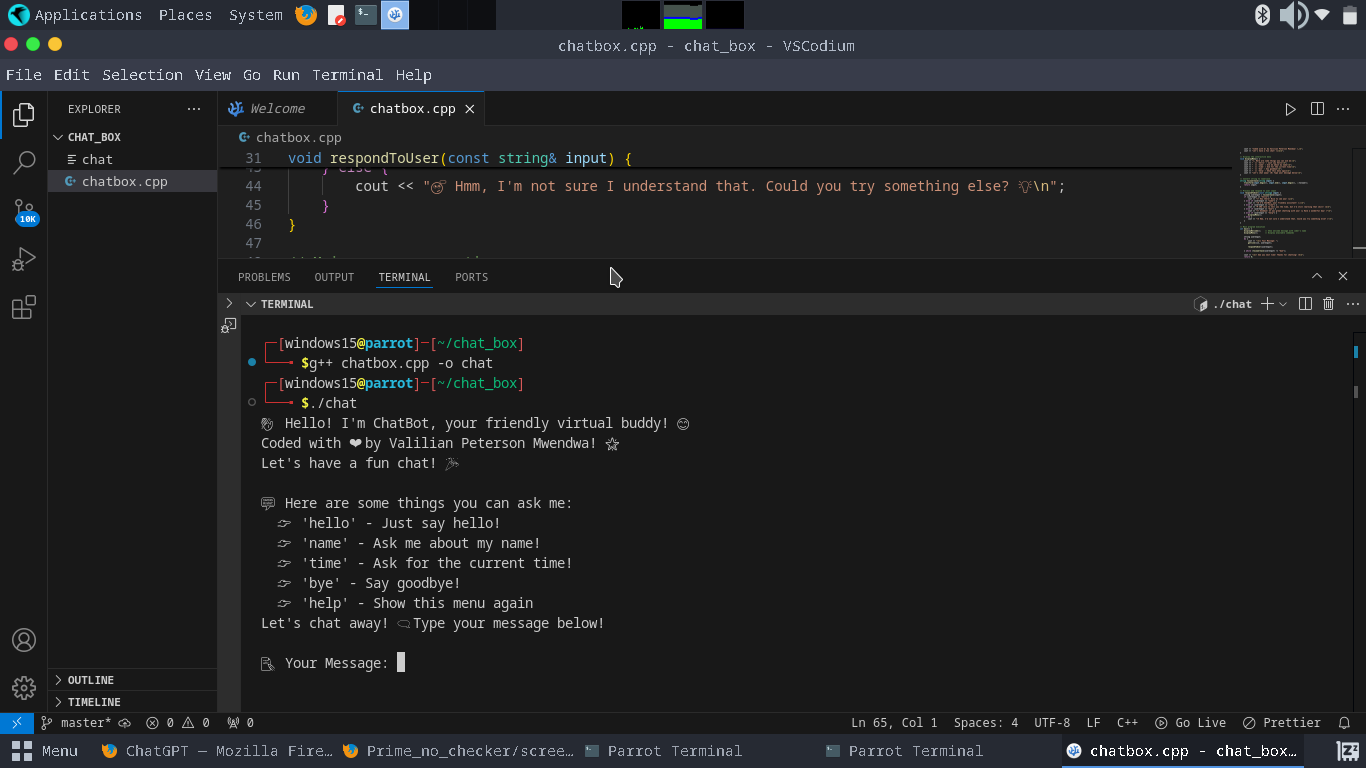 Applications Places System
chatbox.cpp - chat_box - VSCodium
File Edit Selection View Go Run Terminal Help
EXPLORER ···
CHAT_BOX
chat
chatbox.cpp
10K
OUTLINE
TIMELINE
Welcome chatbox.cpp
chatbox.cpp
31 void respondToUser(const string& input) {
44 cout << "😅 Hmm, I'm not sure I understand that. Could you try something else? 💡\n";
45 }
46 }
47
PROBLEMS OUTPUT TERMINAL PORTS
TERMINAL ./chat
┌─[windows15@parrot]─[~/chat_box]
└──╼ $g++ chatbox.cpp -o chat
┌─[windows15@parrot]─[~/chat_box]
└──╼ $./chat
👋 Hello! I'm ChatBot, your friendly virtual buddy! 😊
Coded with ❤ by Valilian Peterson Mwendwa! 🌟
Let's have a fun chat! 🎉
💬 Here are some things you can ask me:
👉 'hello' - Just say hello!
👉 'name' - Ask me about my name!
👉 'time' - Ask for the current time!
👉 'bye' - Say goodbye!
👉 'help' - Show this menu again
Let's chat away! 🗨Type your message below!
📝 Your Message:
master* 0 0 0 Ln 65, Col 1 Spaces: 4 UTF-8 LF C++ Go Live Prettier
Menu ChatGPT — Mozilla Fire... Prime_no_checker/scree... Parrot Terminal Parrot Terminal chatbox.cpp - chat_box...